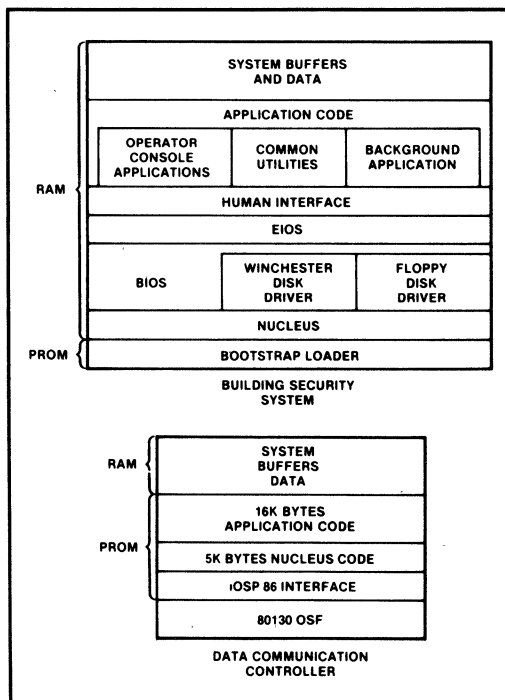 SYSTEM BUFFERS
AND DATA
APPLICATION CODE
OPERATOR
CONSOLE
APPLICATIONS
COMMON
UTILITIES
BACKGROUND
APPLICATION
RAM
HUMAN INTERFACE
EIOS
BIOS
WINCHESTER
DISK
DRIVER
FLOPPY
DISK
DRIVER
NUCLEUS
PROM
BOOTSTRAP LOADER
BUILDING SECURITY
SYSTEM
RAM
SYSTEM
BUFFERS
DATA
PROM
16K BYTES
APPLICATION CODE
5K BYTES NUCLEUS CODE
iOSP 86 INTERFACE
80130 OSF
DATA COMMUNICATION
CONTROLLER